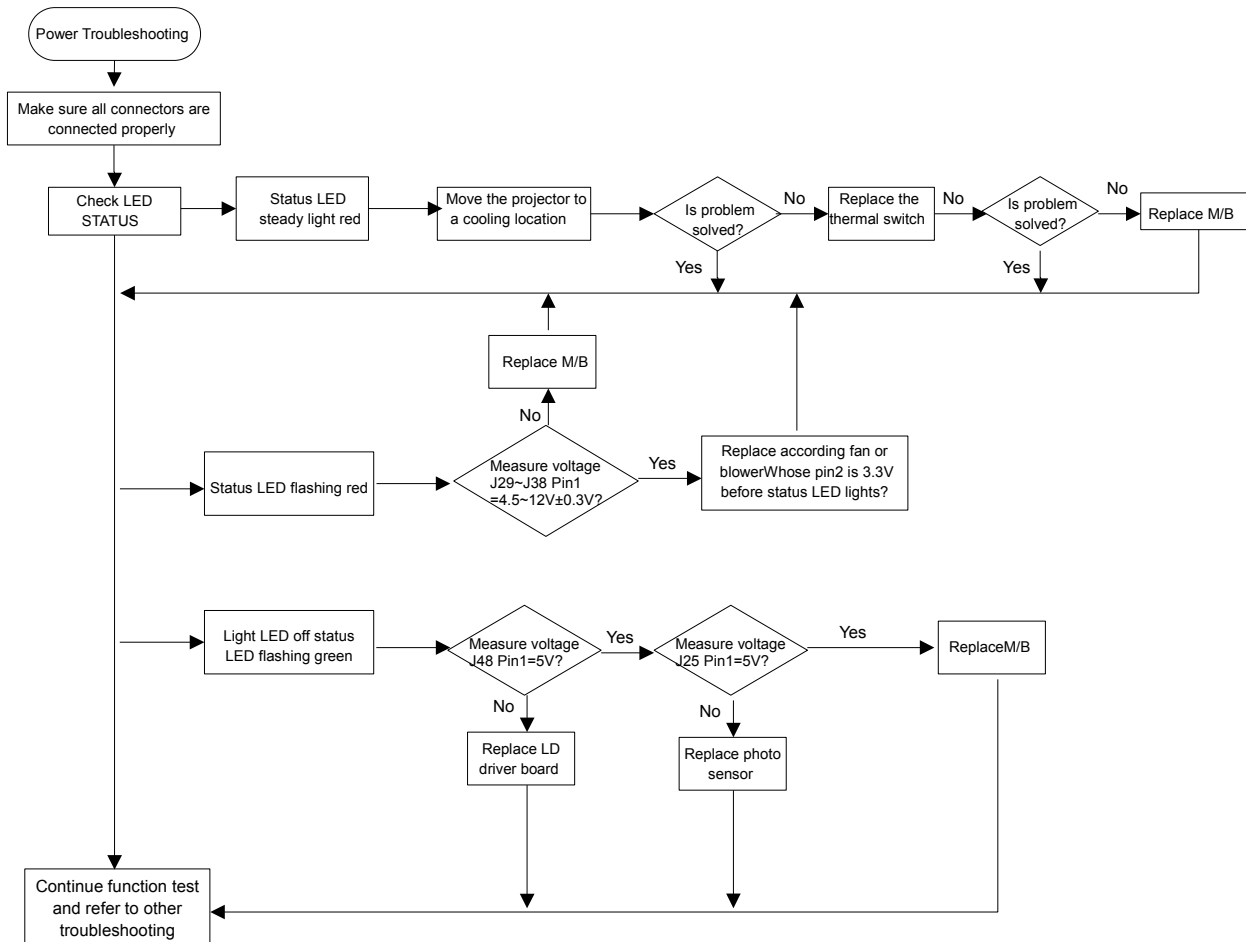 Power Troubleshooting
Make sure all connectors are
connected properly
Check LED
STATUS
Status LED
steady light red
Move the projector to
a cooling location
Is problem
solved?
No
Replace the
thermal switch
No
Is problem
solved?
No
Replace M/B
Yes
Yes
Replace M/B
No
Status LED flashing red
Measure voltage
J29~J38 Pin1
=4.5~12V±0.3V?
Yes
Replace according fan or
blowerWhose pin2 is 3.3V
before status LED lights?
Light LED off status
LED flashing green
Measure voltage
J48 Pin1=5V?
Yes
Measure voltage
J25 Pin1=5V?
Yes
ReplaceM/B
No
No
Replace LD
driver board
Replace photo
sensor
Continue function test
and refer to other
troubleshooting